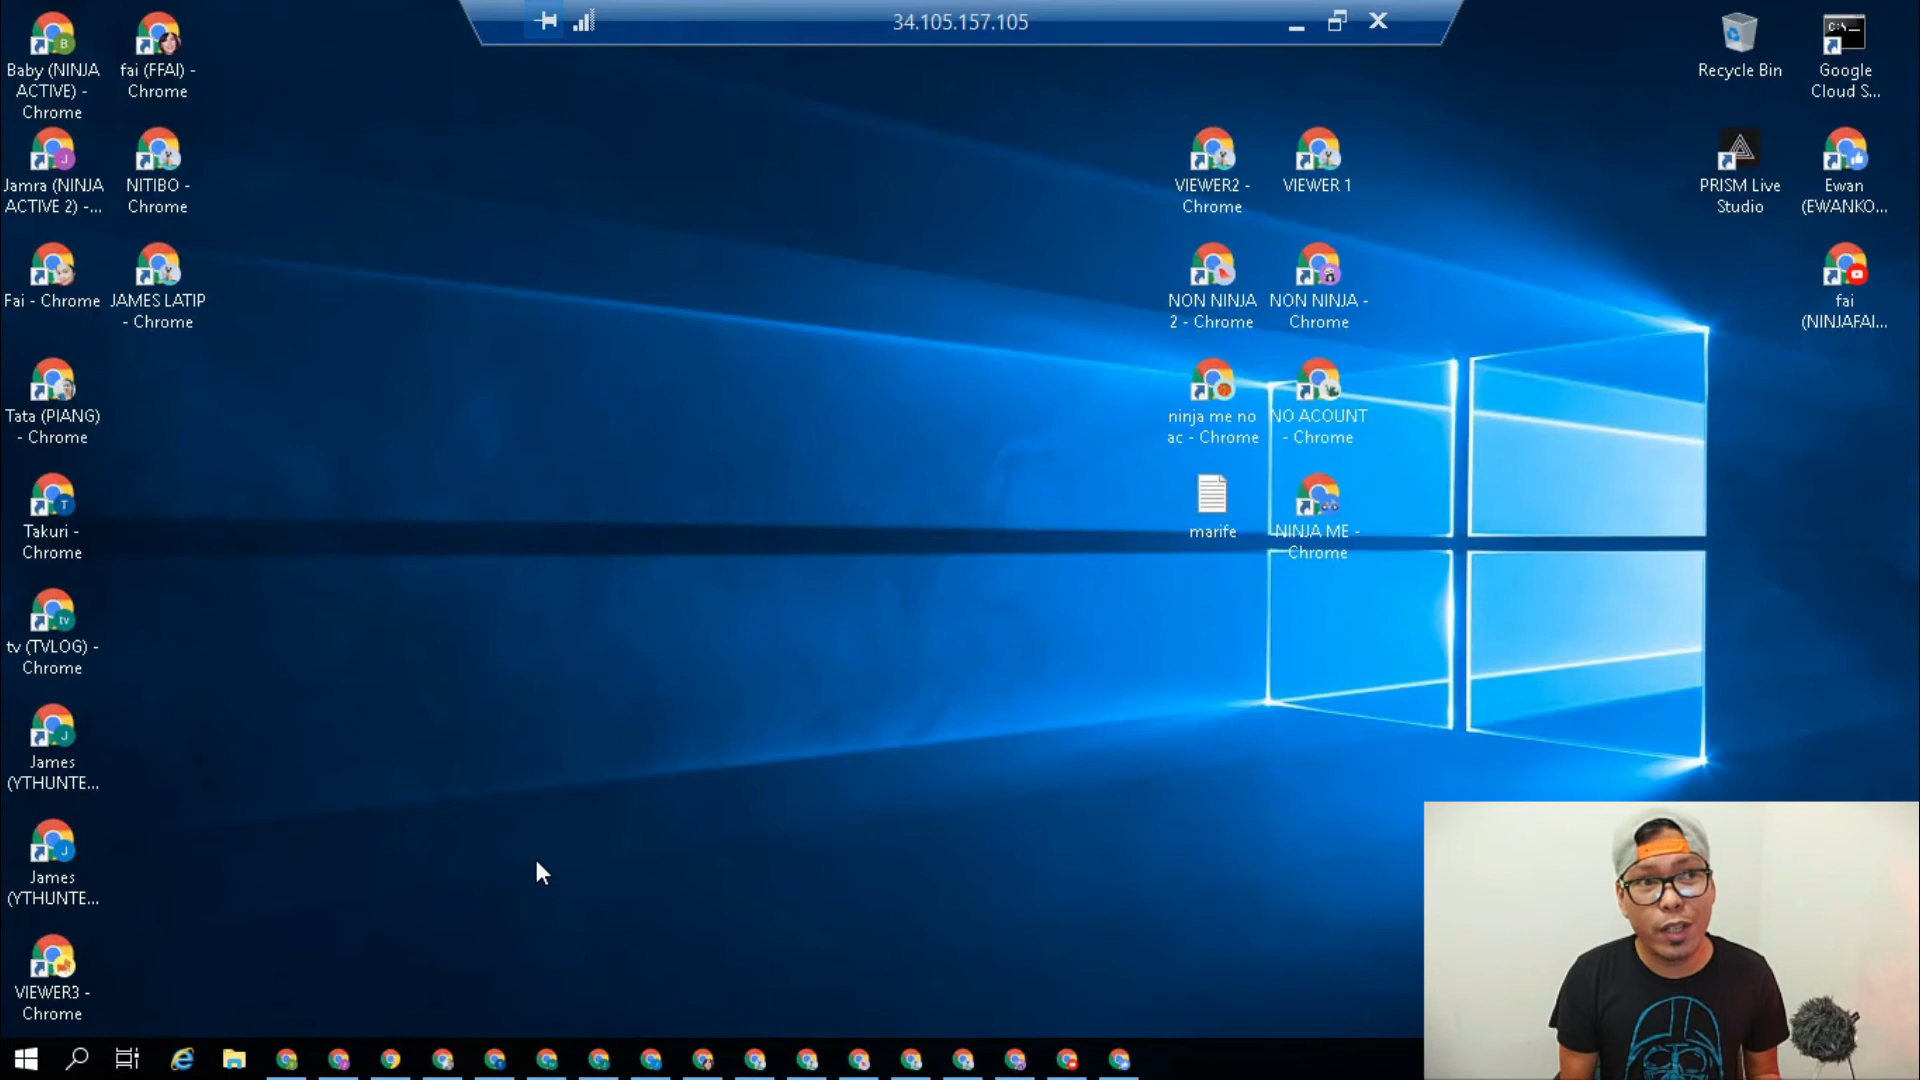 34.105.157.105
Baby (NINJA
ACTIVE) -
Chrome
fai (FFAI) -
Chrome
Recycle Bin
Google
Cloud S...
Jamra (NINJA
ACTIVE 2) -...
NITIBO -
Chrome
VIEWER2 -
Chrome
VIEWER 1
PRISM Live
Studio
Ewan
(EWANKO...
Fai - Chrome
JAMES LATIP
- Chrome
NON NINJA
2 - Chrome
NON NINJA -
Chrome
fai
(NINJAFAI...
Tata (PIANG)
- Chrome
ninja me no
ac - Chrome
NO ACOUNT
- Chrome
Takuri -
Chrome
marife
NINJA ME -
Chrome
tv (TVLOG) -
Chrome
James
(YTHUNTE...
James
(YTHUNTE...
VIEWER3 -
Chrome